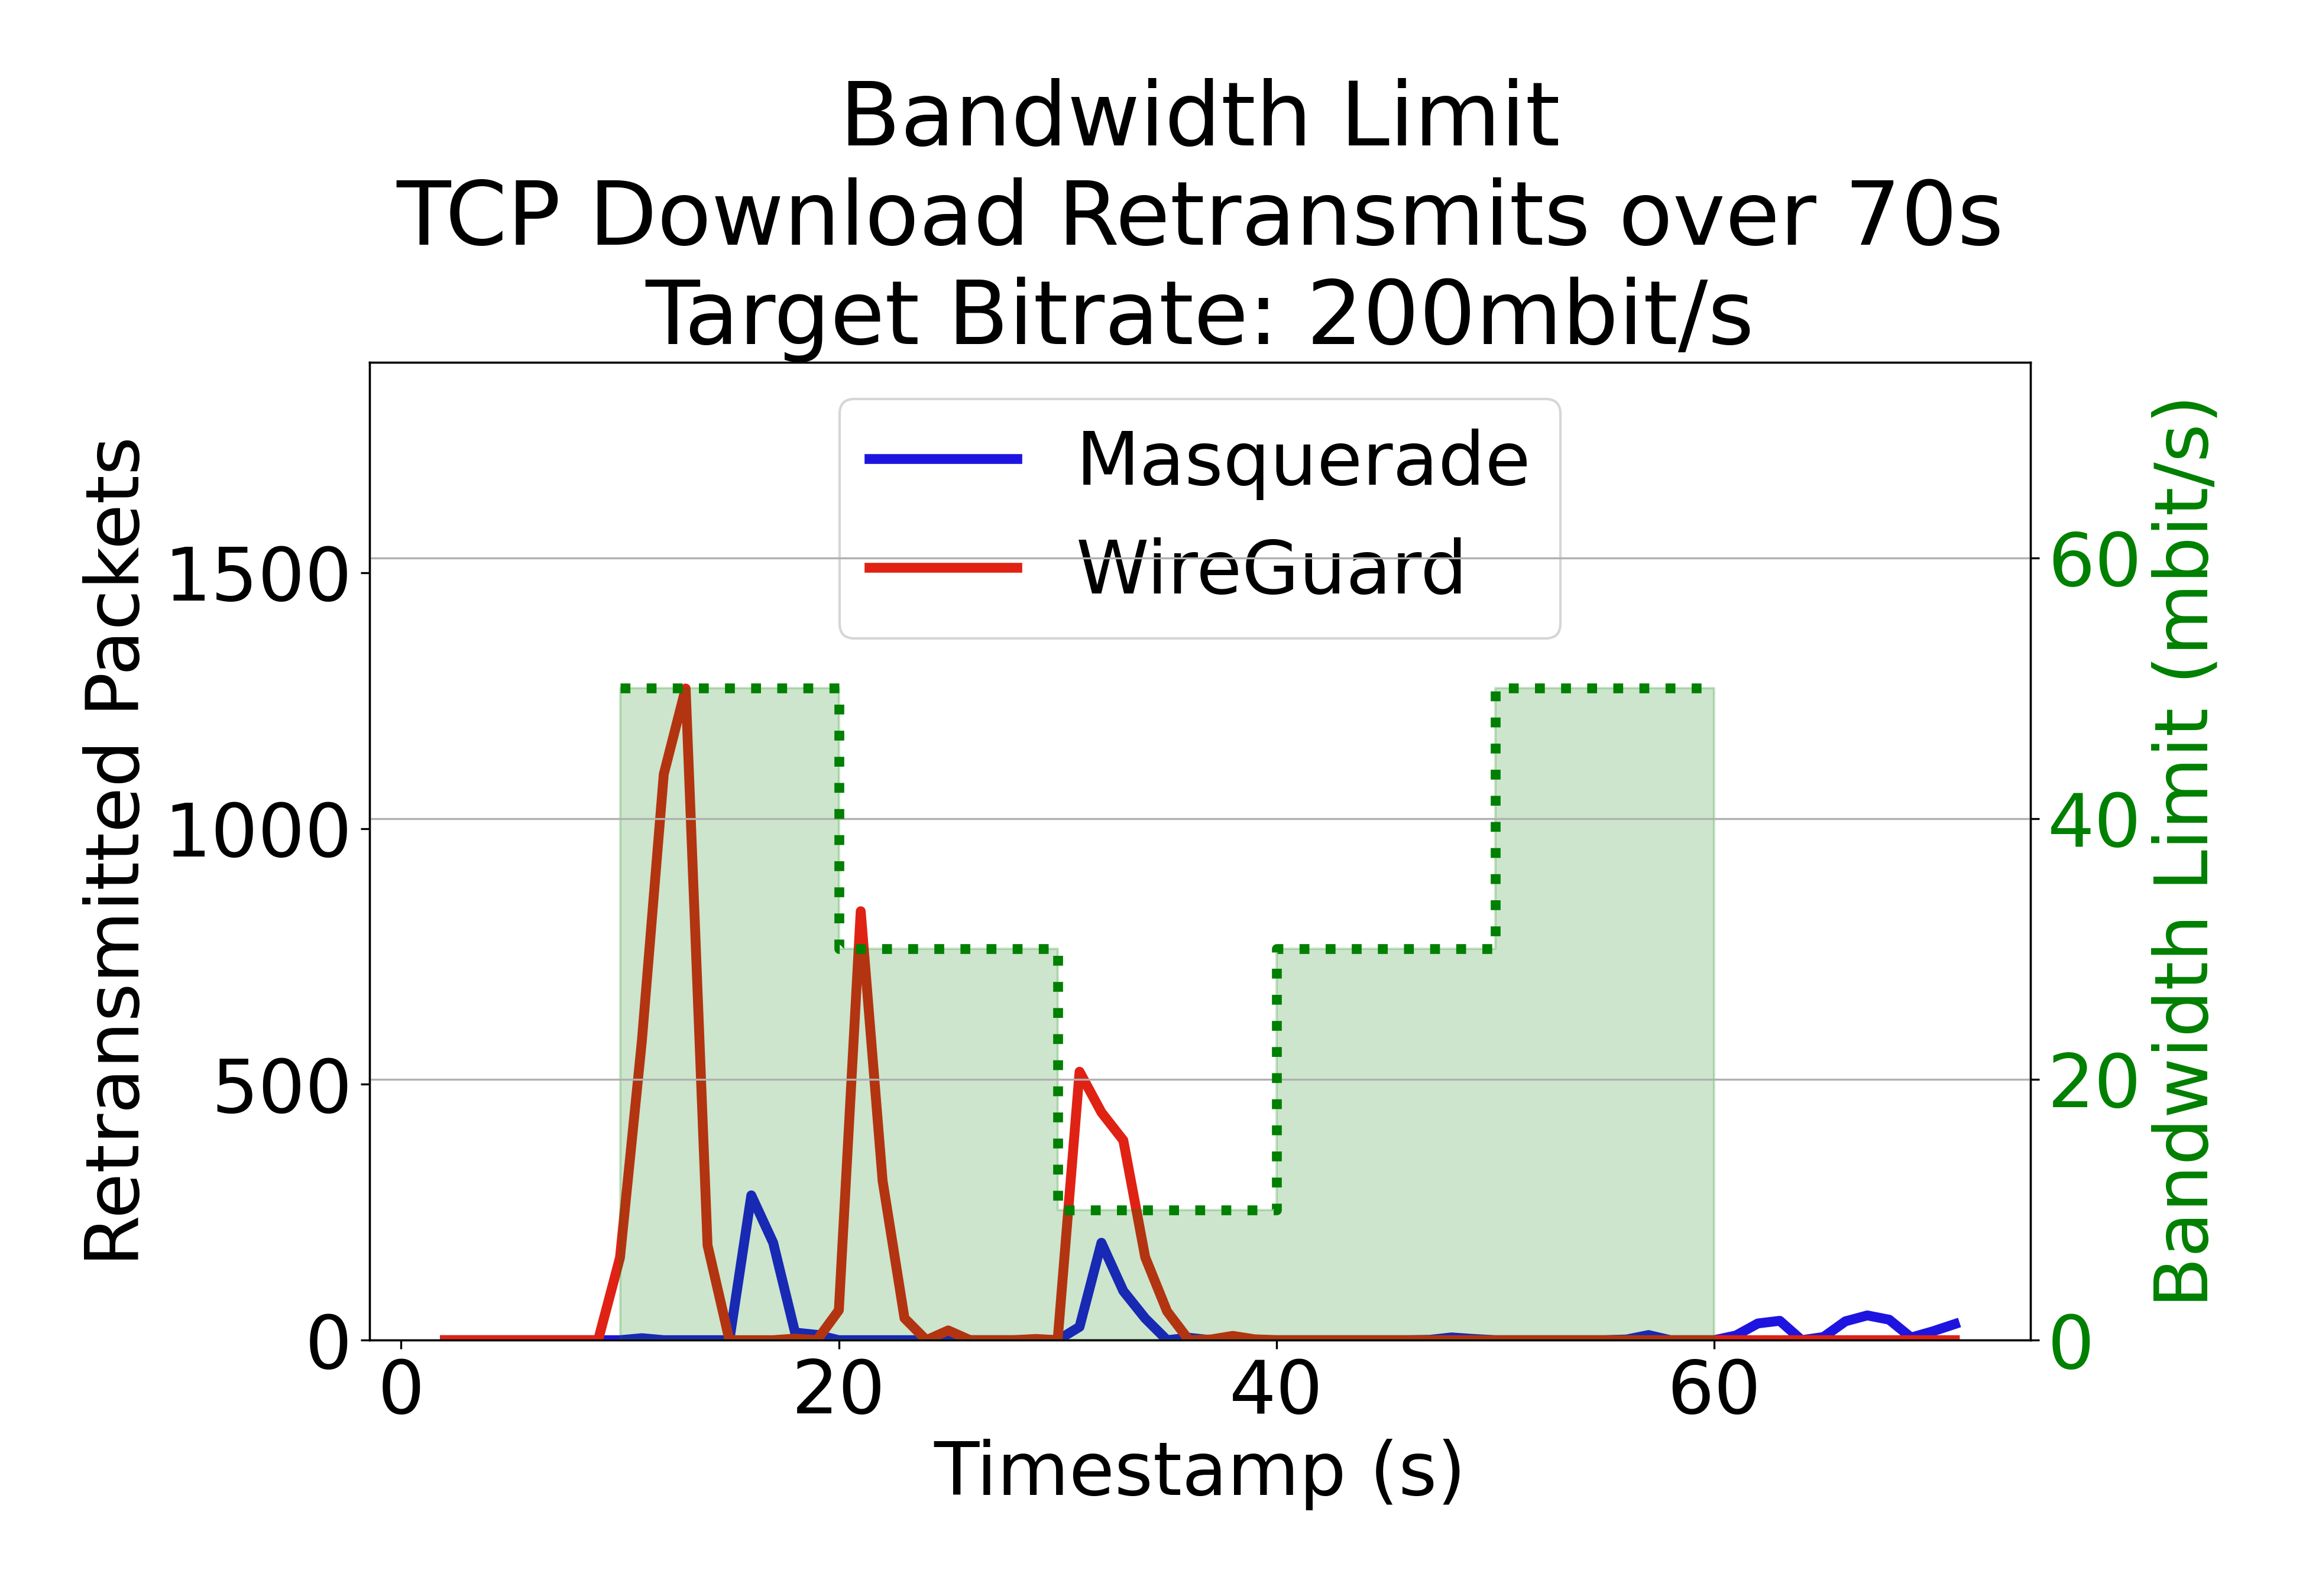 Bandwidth Limit
TCP Download Retransmits over 70s
Target Bitrate: 200mbit/s
Masquerade
WireGuard
Retransmitted Packets
1500
1000
500
0
60
40
20
0
Bandwidth Limit (mbit/s)
0 20 40 60
Timestamp (s)